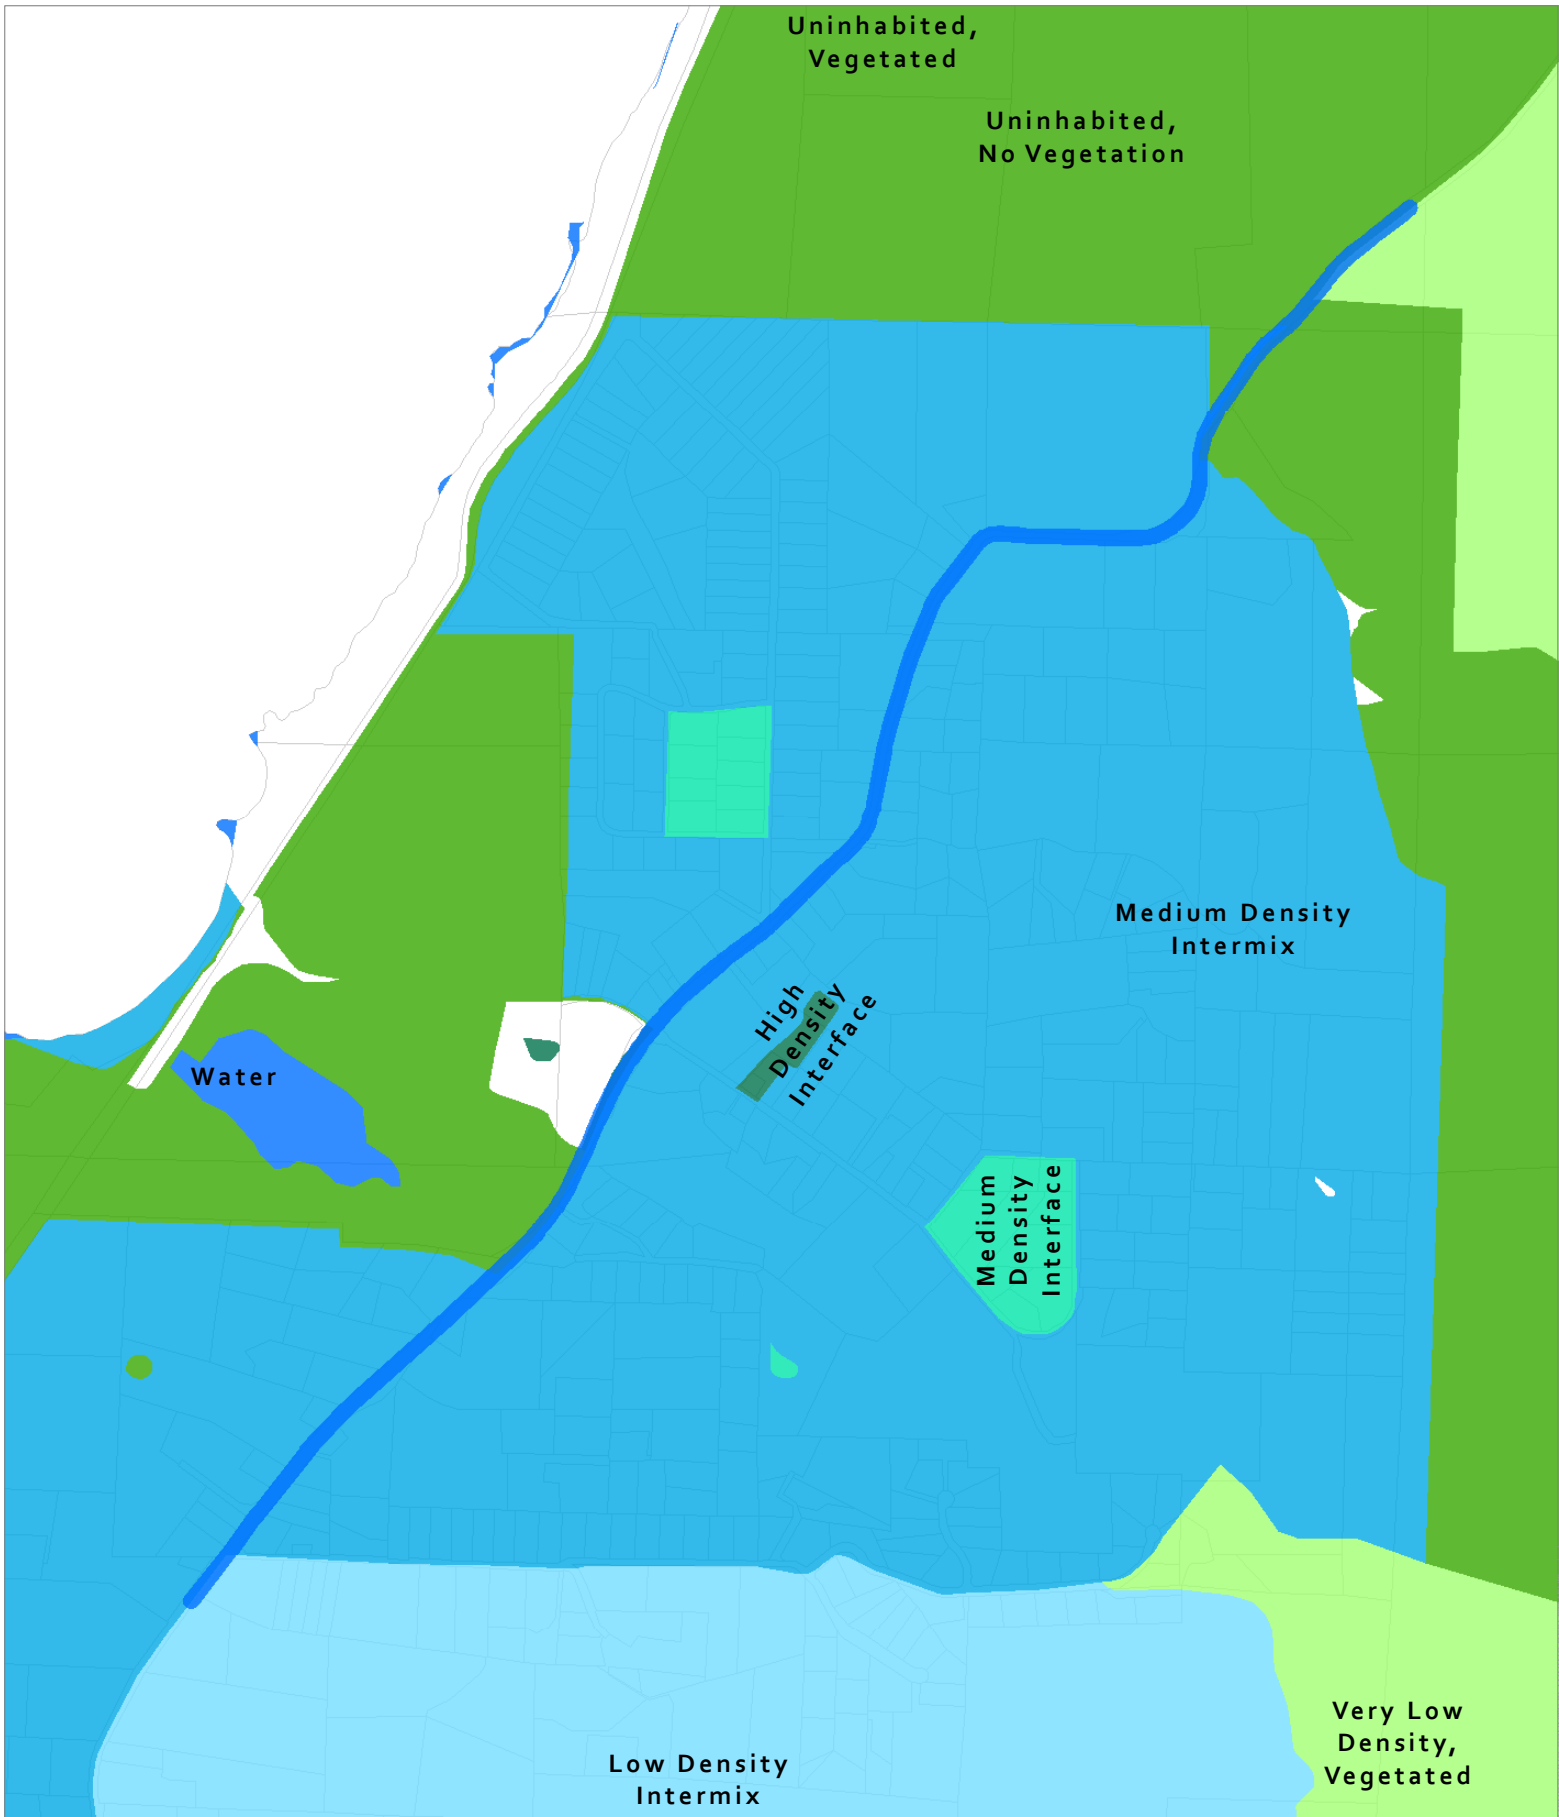 Uninhabited,
Vegetated
Uninhabited,
No Vegetation
Medium Density
Intermix
High
Density
Interface
Water
Medium
Density
Interface
Very Low
Density,
Vegetated
Low Density
Intermix